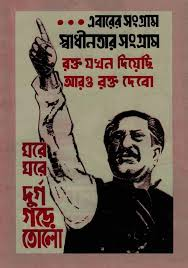 ••• এবারের সংগ্রাম
স্বাধীনতার সংগ্রাম
রক্ত যখন দিয়েছি
আরও রক্ত দেবো
ঘরে
ঘরে
দুর্গ
গড়ে
তোলো